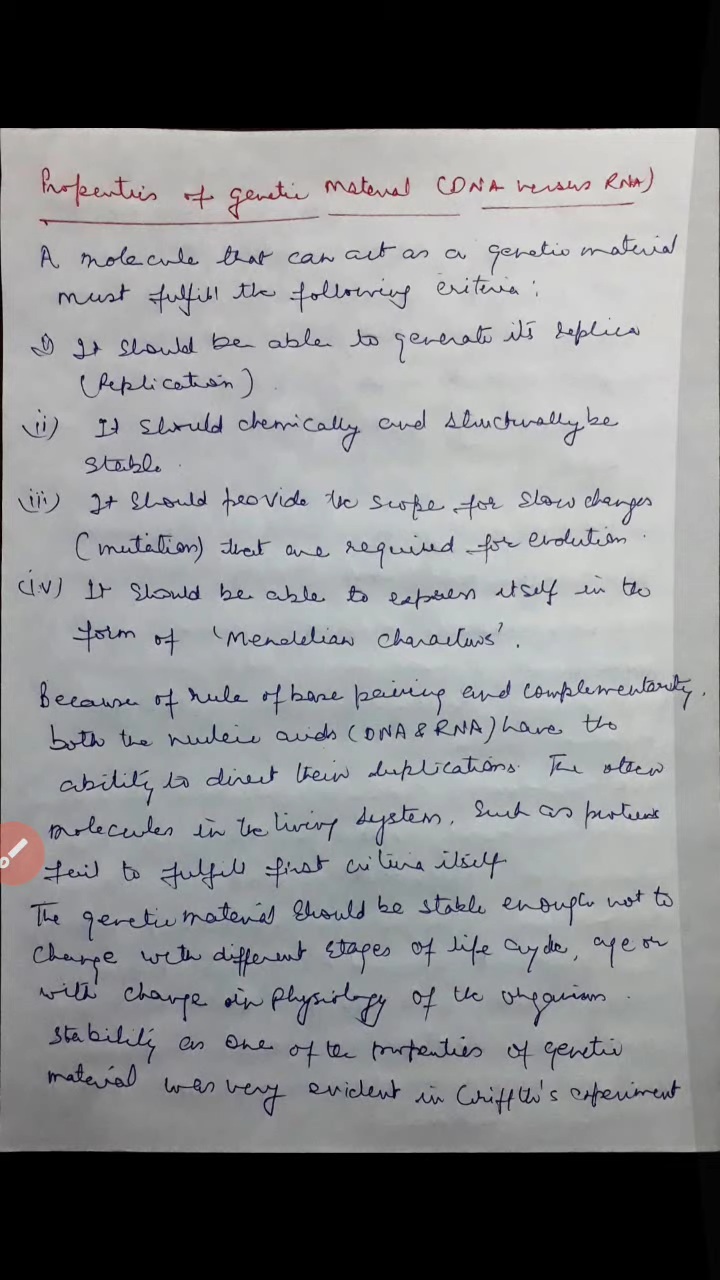 Properties of genetic Material (DNA versus RNA)
A molecule that can act as a genetic material
must fulfill the following criteria:
i) It should be able to generate its replica
(Replication).
ii) It should chemically and structurally be
stable.
iii) It should provide the scope for slow changes
(mutation) that are required for evolution.
(iv) It should be able to express itself in the
form of 'Mendelian characters'.
Because of rule of base pairing and complementarity,
both the nucleic acids (DNA & RNA) have the
ability to direct their duplications. The other
molecules in the living system, such as proteins
fail to fulfill first criteria itself
The genetic material should be stable enough not to
change with different stages of life cycle, age or
with change in physiology of the organism.
Stability as one of the properties of genetic
material was very evident in Griffith's experiment